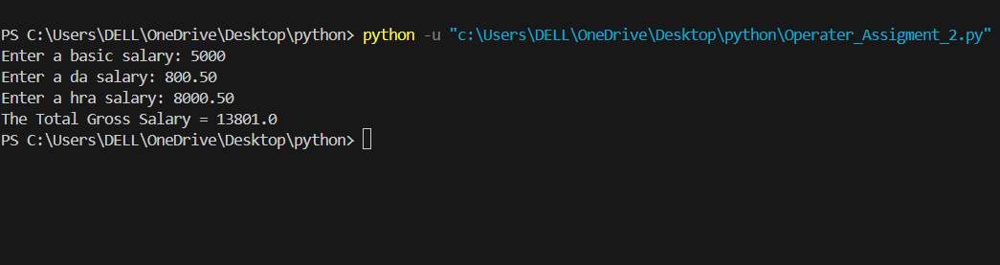 PS C:\Users\DELL\OneDrive\Desktop\python> python -u "c:\Users\DELL\OneDrive\Desktop\python\Operater_Assigment_2.py"
Enter a basic salary: 5000
Enter a da salary: 800.50
Enter a hra salary: 8000.50
The Total Gross Salary = 13801.0
PS C:\Users\DELL\OneDrive\Desktop\python>